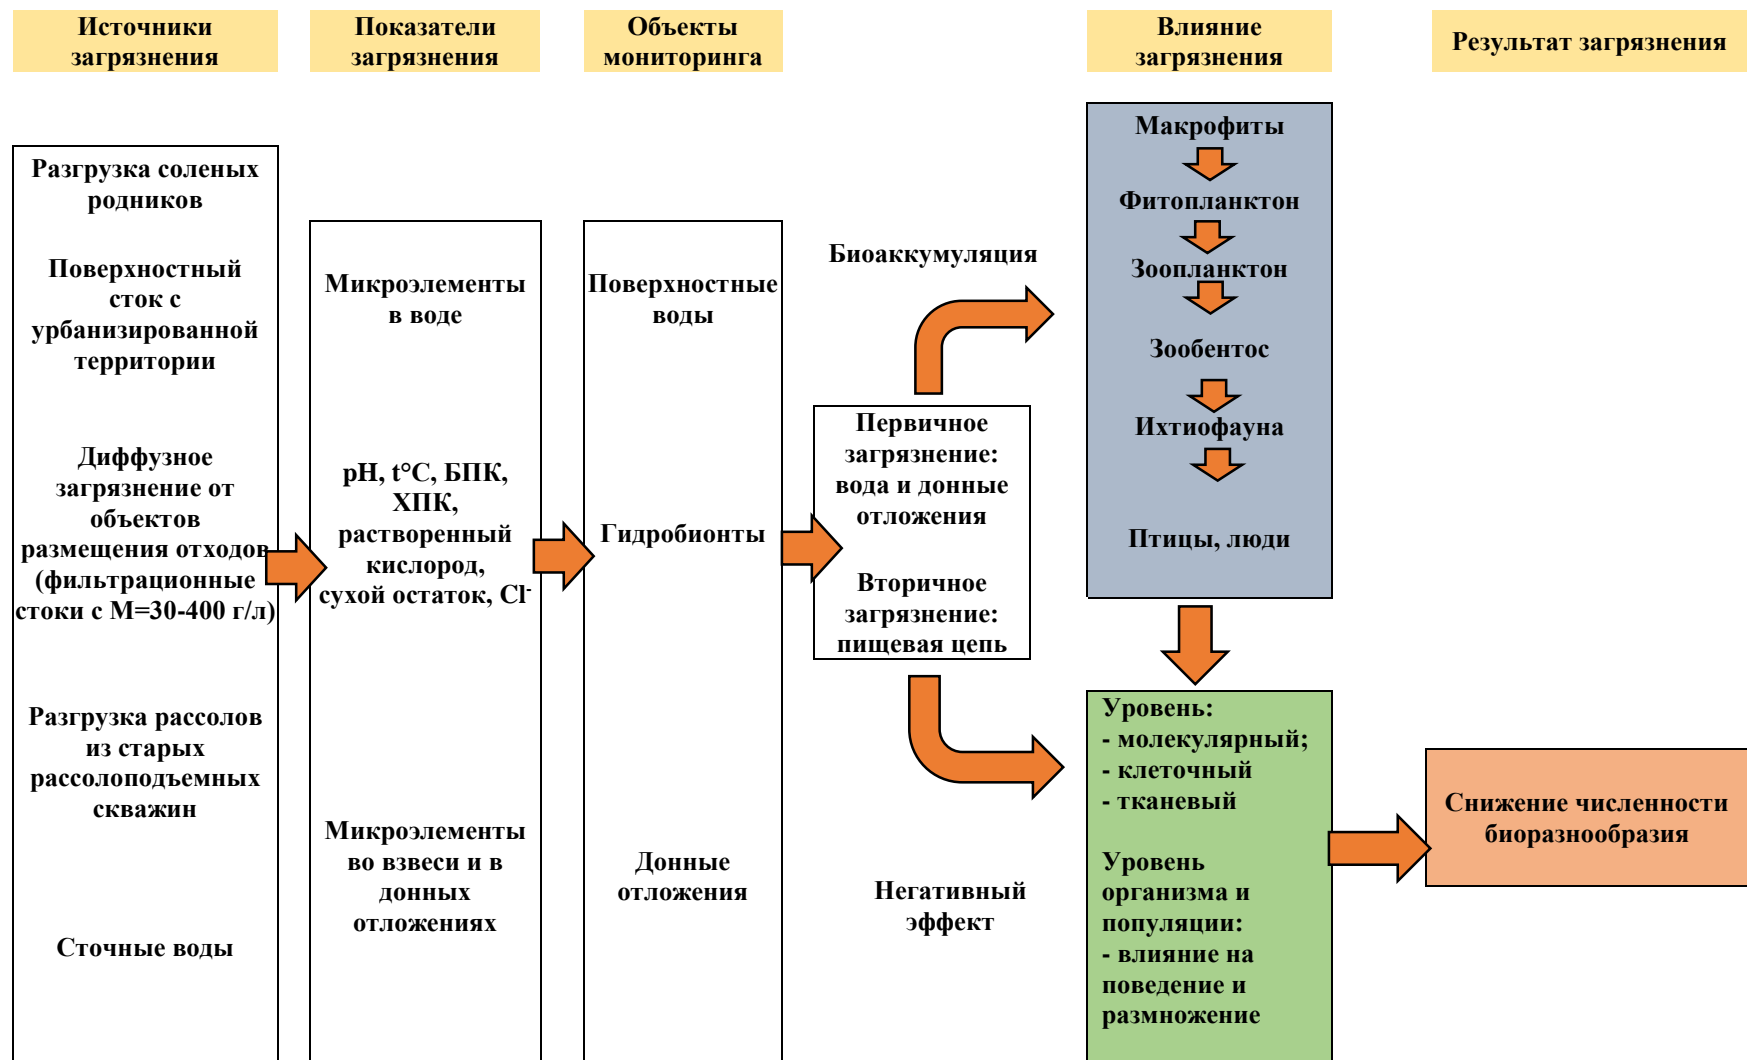 Источники
загрязнения
Показатели
загрязнения
Объекты
мониторинга
Влияние
загрязнения
Результат загрязнения
Разгрузка соленых
родников
Поверхностный
сток с
урбанизированной
территории
Диффузное
загрязнение от
объектов
размещения отходов
(фильтрационные
стоки с М=30-400 г/л)
Разгрузка рассолов
из старых
рассолоподъемных
скважин
Сточные воды
Микроэлементы
в воде
pH, t°C, БПК,
ХПК,
растворенный
кислород,
сухой остаток, Cl⁻
Микроэлементы
во взвеси и в
донных
отложениях
Поверхностные
воды
Гидробионты
Донные
отложения
Биоаккумуляция
Первичное
загрязнение:
вода и донные
отложения
Вторичное
загрязнение:
пищевая цепь
Негативный
эффект
Макрофиты
Фитопланктон
Зоопланктон
Зообентос
Ихтиофауна
Птицы, люди
Уровень:
- молекулярный;
- клеточный
- тканевый
Уровень
организма и
популяции:
- влияние на
поведение и
размножение
Снижение численности
биоразнообразия